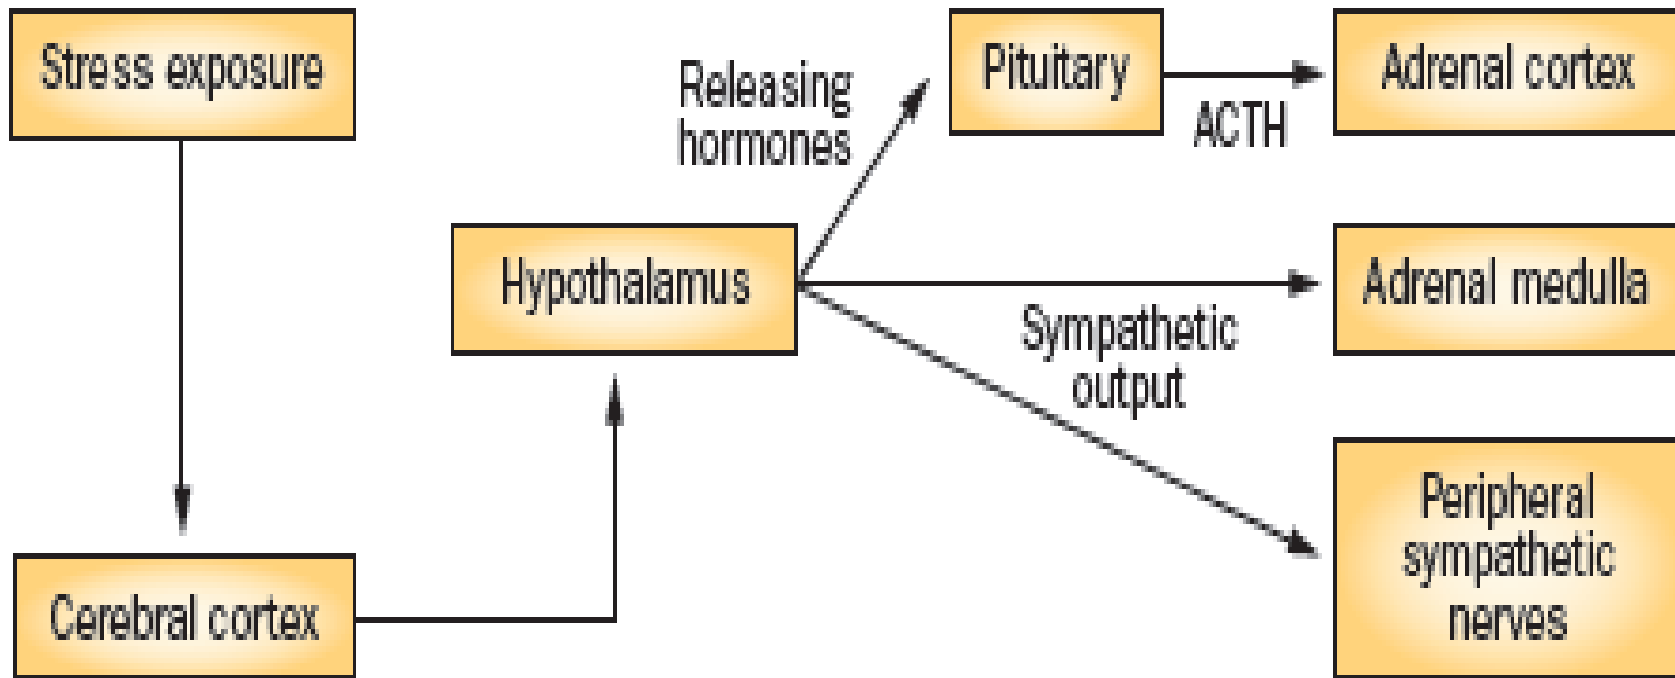 Stress exposure
Cerebral cortex
Hypothalamus
Releasing
hormones
Pituitary
ACTH
Adrenal cortex
Sympathetic
output
Adrenal medulla
Peripheral
sympathetic
nerves